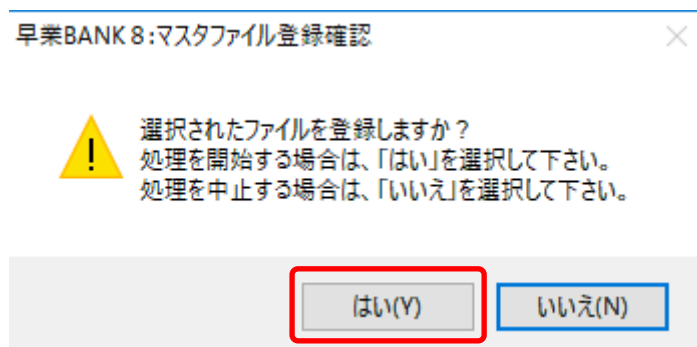 早業BANK8:マスタファイル登録確認
選択されたファイルを登録しますか?
処理を開始する場合は、「はい」を選択して下さい。
処理を中止する場合は、「いいえ」を選択して下さい。
はい(Y)
いいえ(N)